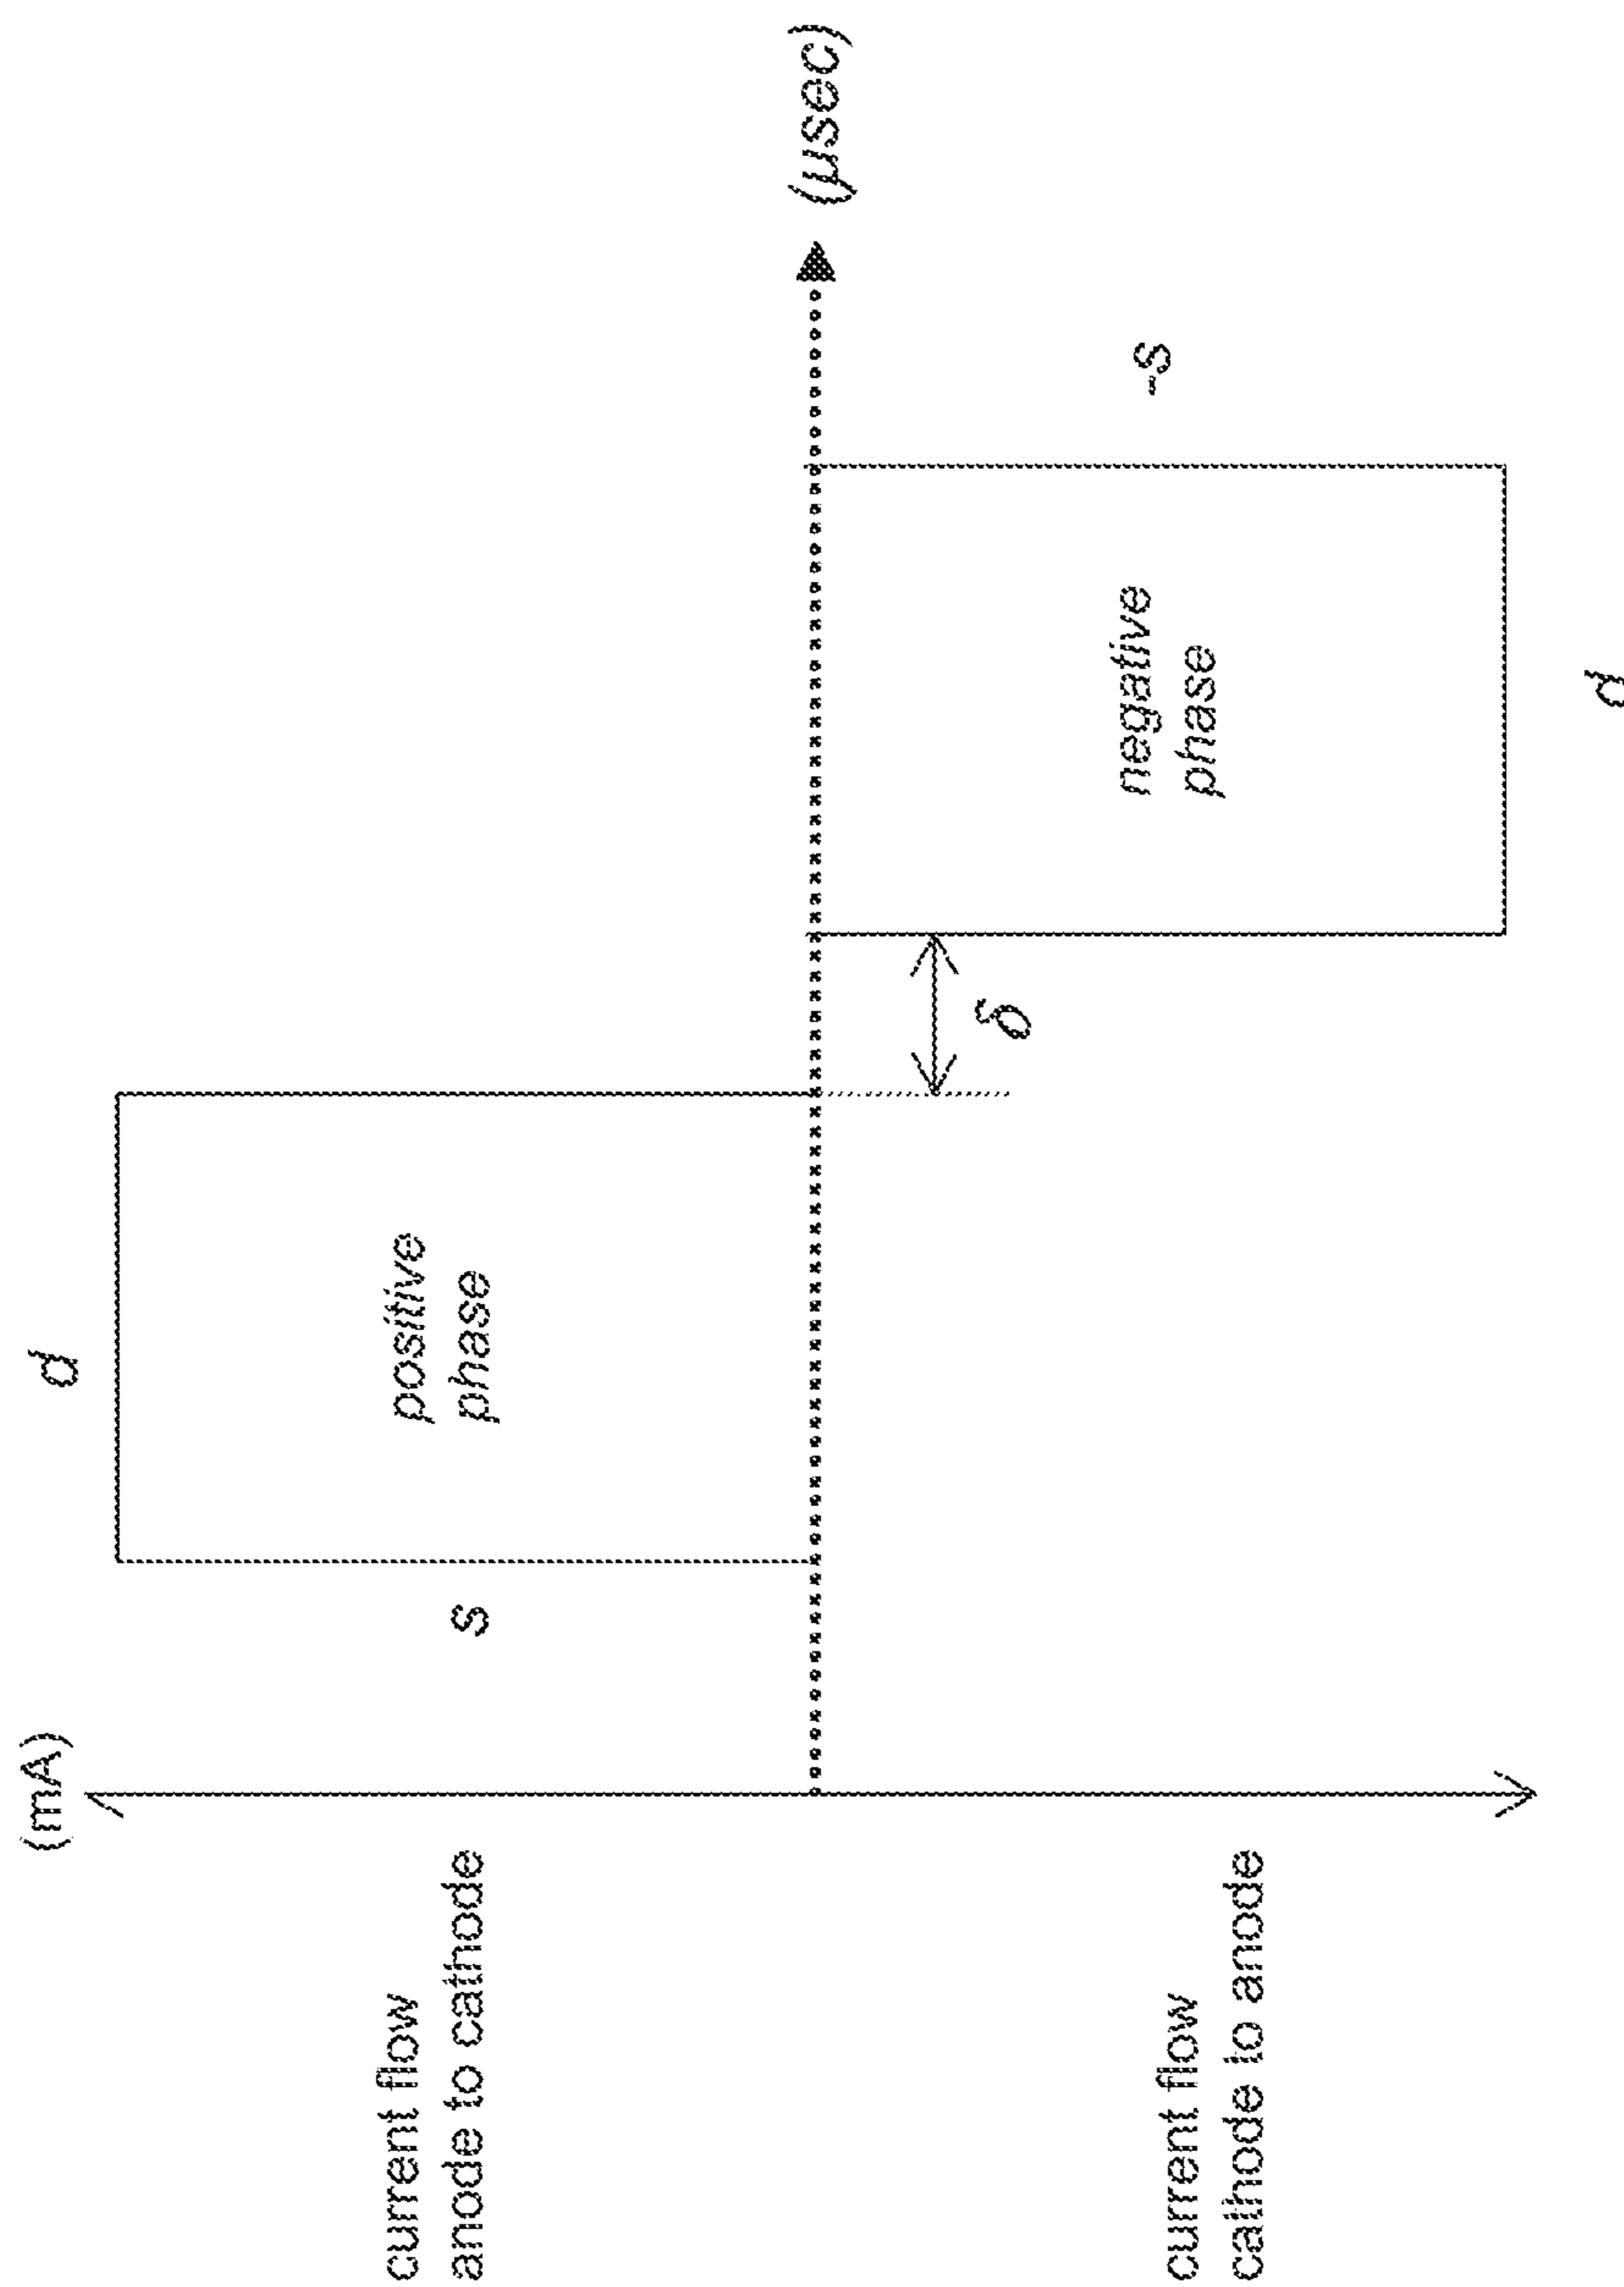 (mA)
d
s
positive
phase
current flow
anode to cathode
(µsec)
δ
negative
phase
-s
current flow
cathode to anode
d